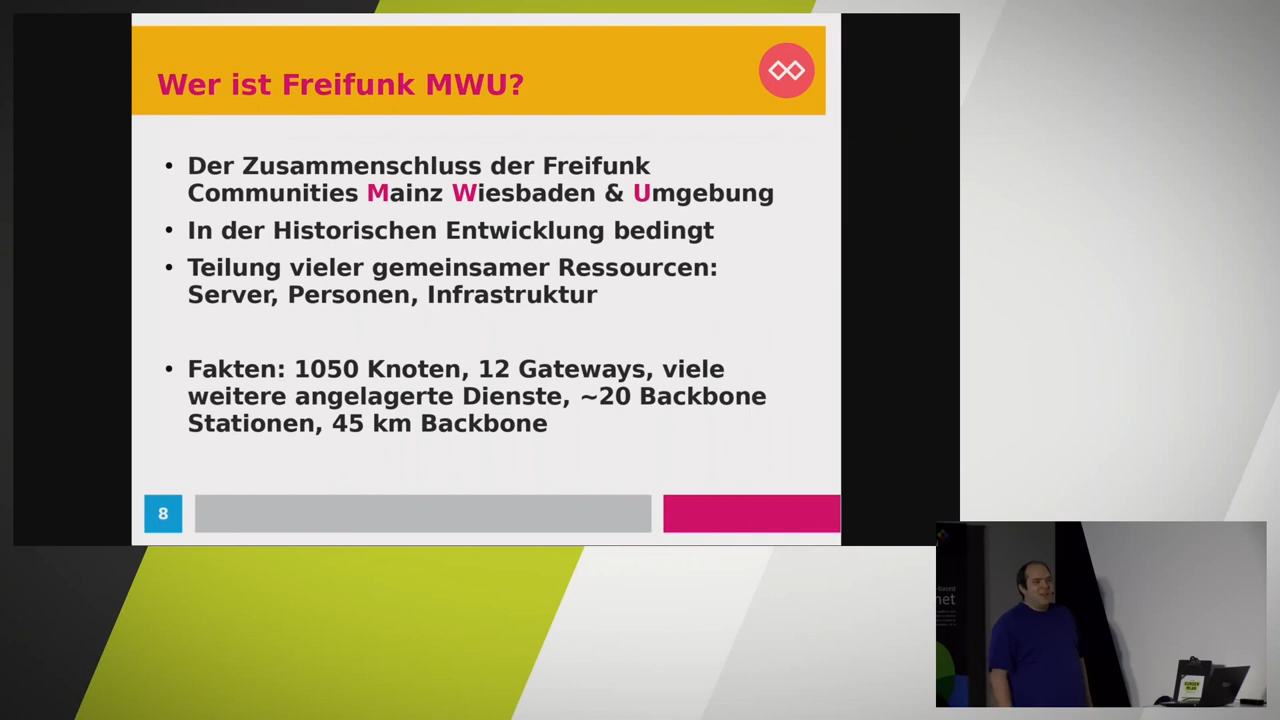 Wer ist Freifunk MWU?
• Der Zusammenschluss der Freifunk
Communities Mainz Wiesbaden & Umgebung
• In der Historischen Entwicklung bedingt
• Teilung vieler gemeinsamer Ressourcen:
Server, Personen, Infrastruktur
• Fakten: 1050 Knoten, 12 Gateways, viele
weitere angelagerte Dienste, ~20 Backbone
Stationen, 45 km Backbone
8
net